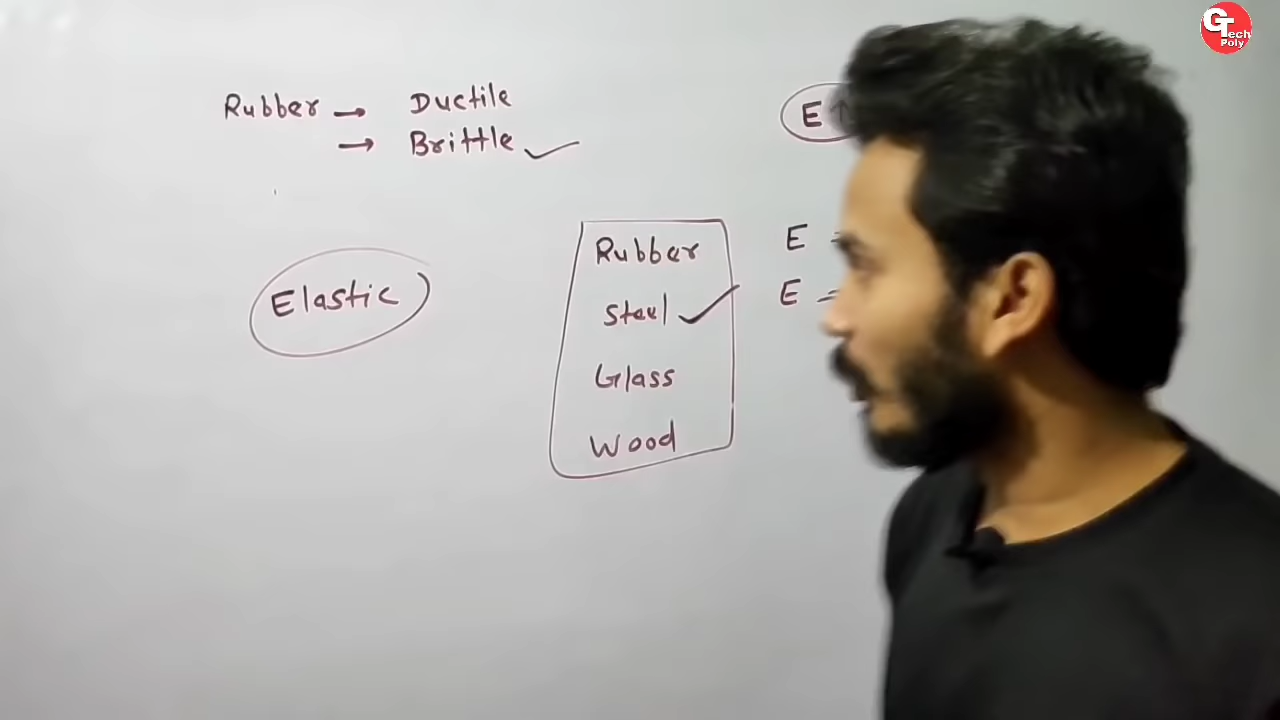 GTech
Poly
Rubber → Ductile
→ Brittle ✓
E ↑
Elastic
Rubber
Steel ✓
Glass
Wood
E
E =